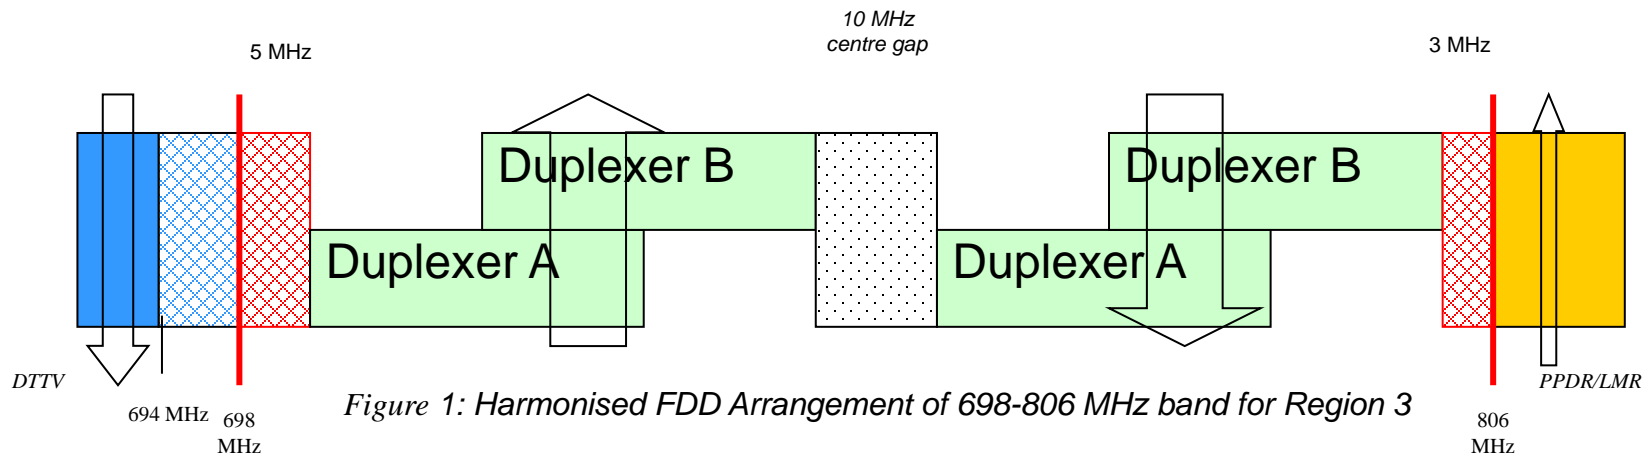 10 MHz
centre gap
5 MHz
3 MHz
Duplexer B
Duplexer B
Duplexer A
Duplexer A
DTTV
PPDR/LMR
694 MHz
698
MHz
Figure 1: Harmonised FDD Arrangement of 698-806 MHz band for Region 3
806
MHz